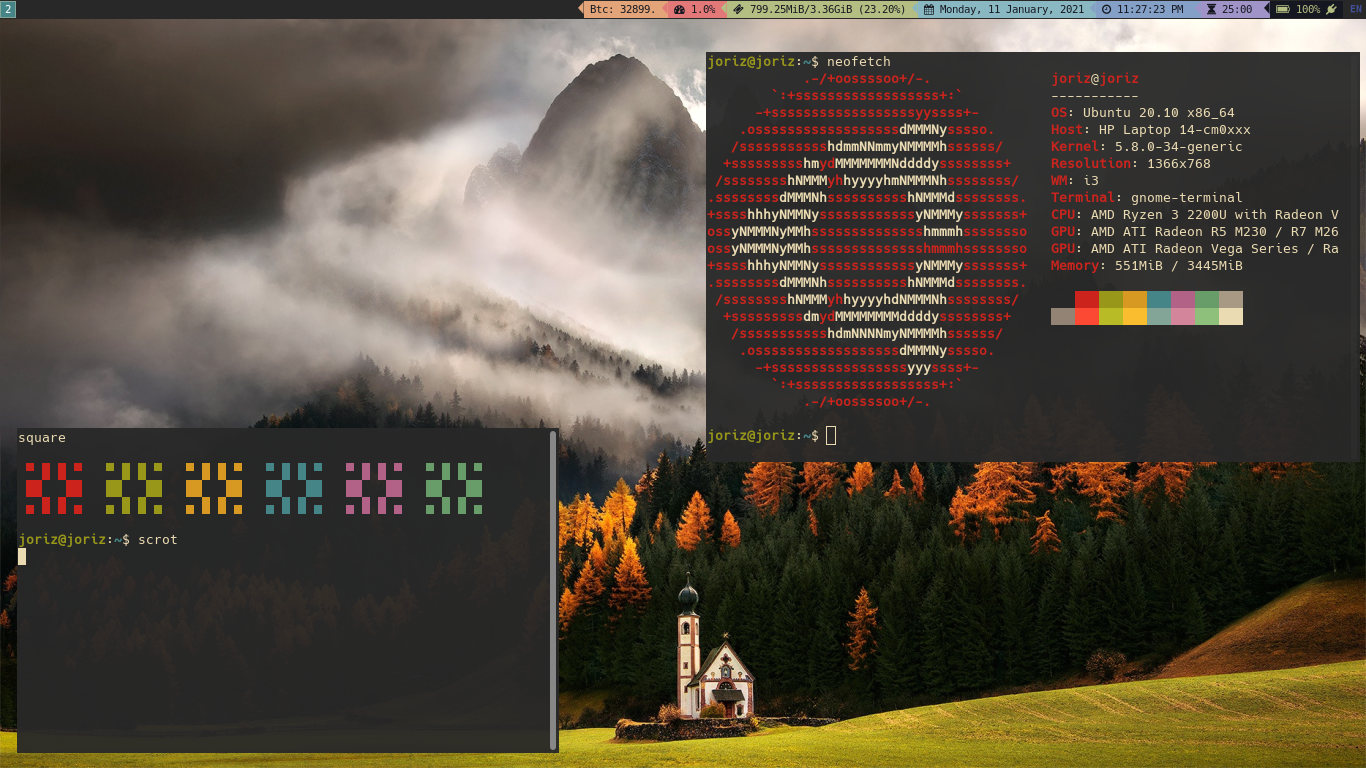 2 Btc: 32899. 1.0% 799.25MiB/3.36GiB (23.20%) Monday, 11 January, 2021 11:27:23 PM 25:00 100% EN
joriz@joriz:~$ neofetch
.-/+oossssoo+/-.
`:+ssssssssssssssssss+:`
-+ssssssssssssssssssyyssss+-
.ossssssssssssssssssdMMMNysssso.
/ssssssssssshdmmNNmmyNMMMMhssssss/
+ssssssssshmydMMMMMMMNddddyssssssss+
/sssssssshNMMMyhhyyyyhmNMMMNhssssssss/
.ssssssssdMMMNhsssssssssshNMMMdssssssss.
+sssshhhyNMMNyssssssssssssyNMMMysssssss+
ossyNMMMNyMMhsssssssssssssshmmmhssssssso
ossyNMMMNyMMhsssssssssssssshmmmhssssssso
+sssshhhyNMMNyssssssssssssyNMMMysssssss+
.ssssssssdMMMNhsssssssssshNMMMdssssssss.
/sssssssshNMMMyhhyyyyhdNMMMNhssssssss/
+sssssssssdmydMMMMMMMMddddyssssssss+
/ssssssssssshdmNNNNmyNMMMMhssssss/
.ossssssssssssssssssdMMMNysssso.
-+sssssssssssssssssyyyssss+-
`:+ssssssssssssssssss+:`
.-/+oossssoo+/-.
joriz@joriz
-----------
OS: Ubuntu 20.10 x86_64
Host: HP Laptop 14-cm0xxx
Kernel: 5.8.0-34-generic
Resolution: 1366x768
WM: i3
Terminal: gnome-terminal
CPU: AMD Ryzen 3 2200U with Radeon V
GPU: AMD ATI Radeon R5 M230 / R7 M26
GPU: AMD ATI Radeon Vega Series / Ra
Memory: 551MiB / 3445MiB
joriz@joriz:~$
square
joriz@joriz:~$ scrot